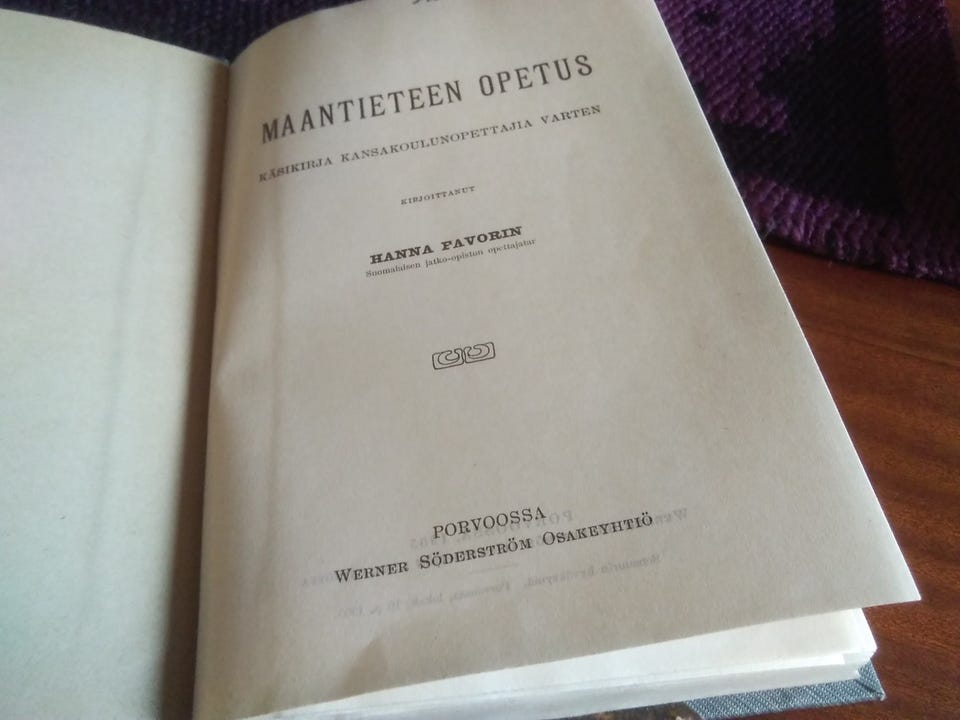 MAANTIETEEN OPETUS
KÄSIKIRJA KANSAKOULUNOPETTAJIA VARTEN
KIRJOITTANUT
HANNA FAVORIN
Suomalaisen jatko-opiston opettajatar
PORVOOSSA
WERNER SÖDERSTRÖM OSAKEYHTIÖ